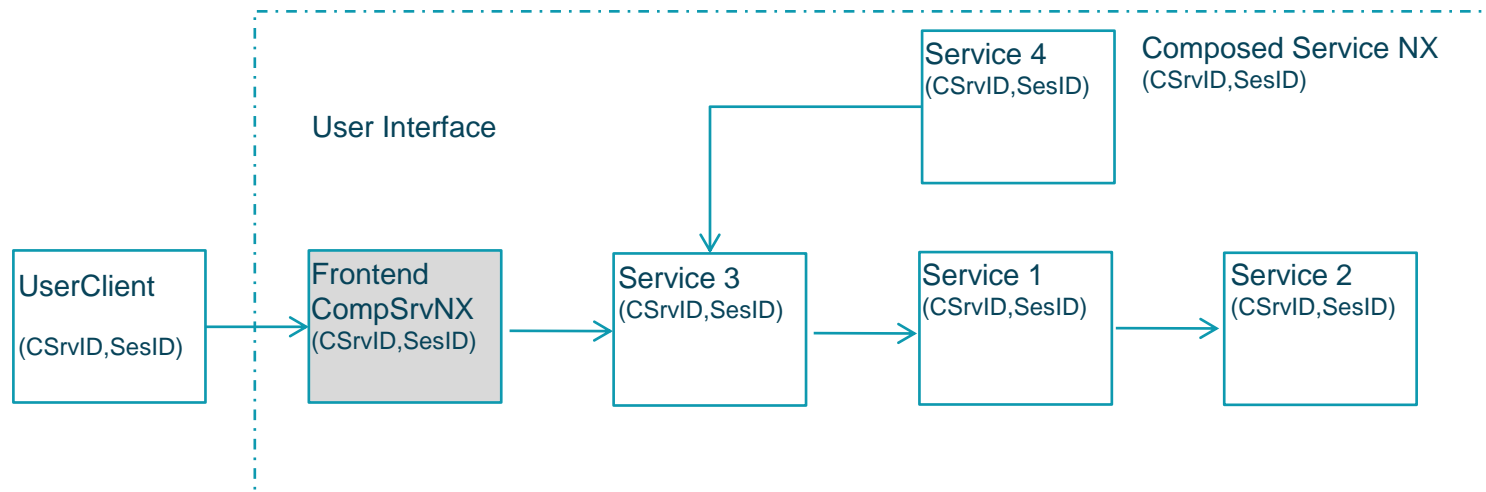 Service 4
(CSrvID,SesID)
Composed Service NX
(CSrvID,SesID)
User Interface
UserClient
(CSrvID,SesID)
Frontend
CompSrvNX
(CSrvID,SesID)
Service 3
(CSrvID,SesID)
Service 1
(CSrvID,SesID)
Service 2
(CSrvID,SesID)